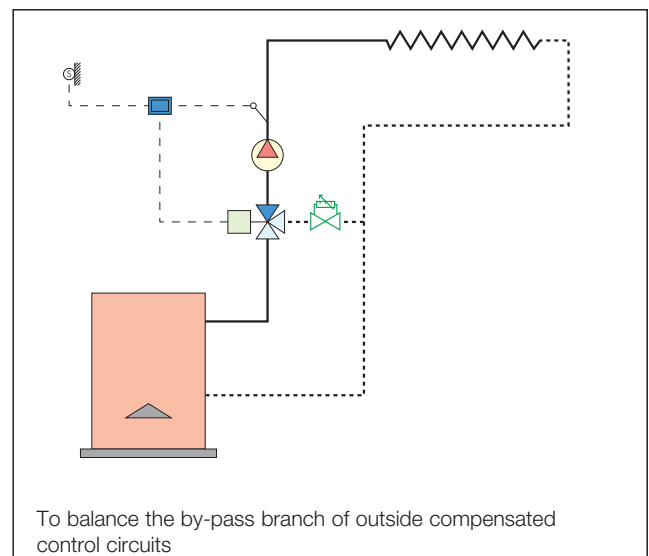 S
To balance the by-pass branch of outside compensated
control circuits